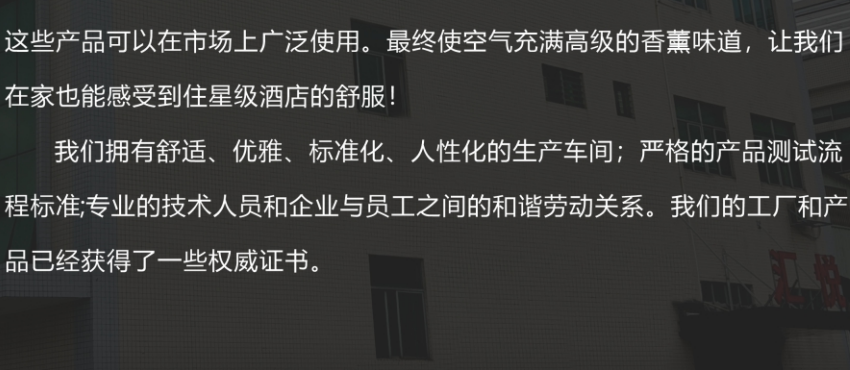 这些产品可以在市场上广泛使用。最终使空气充满高级的香薰味道，让我们
在家也能感受到住星级酒店的舒服！
我们拥有舒适、优雅、标准化、人性化的生产车间；严格的产品测试流
程标准;专业的技术人员和企业与员工之间的和谐劳动关系。我们的工厂和产
品已经获得了一些权威证书。
汇悦